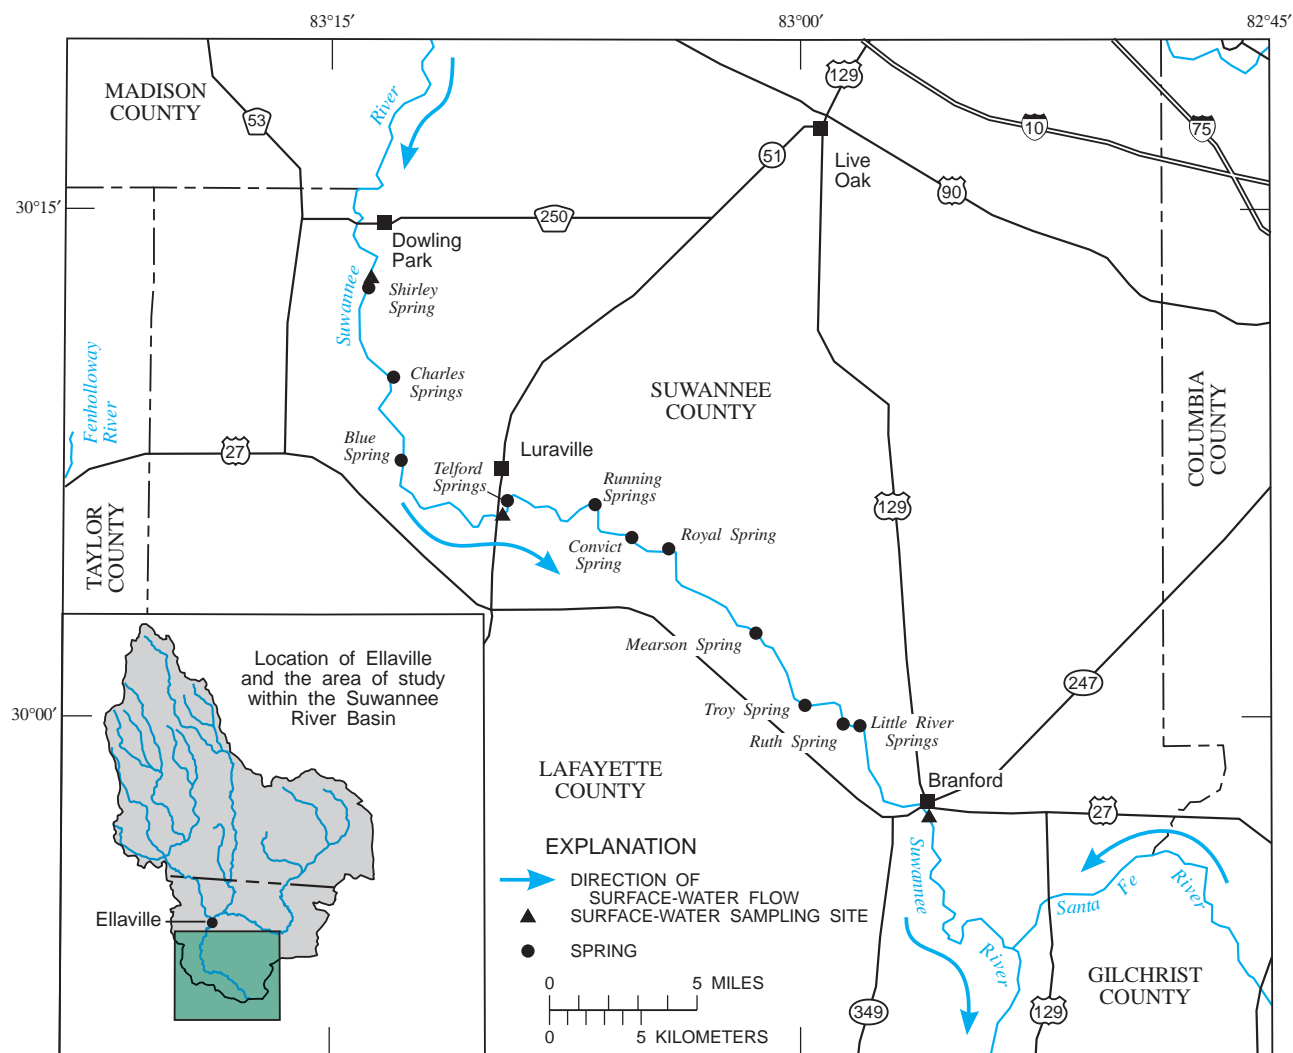 83°15′
83°00′
82°45′
MADISON
COUNTY
53
River
129
10
75
51
Live
Oak
90
30°15′
250
Dowling
Park
Suwannee
Shirley
Spring
Fenholloway
River
Charles
Springs
SUWANNEE
COUNTY
COLUMBIA
COUNTY
27
Blue
Spring
Luraville
Telford
Springs
Running
Springs
129
TAYLOR
COUNTY
Convict
Spring
Royal Spring
Mearson Spring
247
Location of Ellaville
and the area of study
within the Suwannee
River Basin
30°00′
Troy Spring
Ruth Spring
Little River
Springs
LAFAYETTE
COUNTY
Branford
27
EXPLANATION
DIRECTION OF
SURFACE-WATER FLOW
SURFACE-WATER SAMPLING SITE
SPRING
Suwannee
River
Santa
Fe
River
Ellaville
GILCHRIST
COUNTY
0 5 MILES
0 5 KILOMETERS
349
129